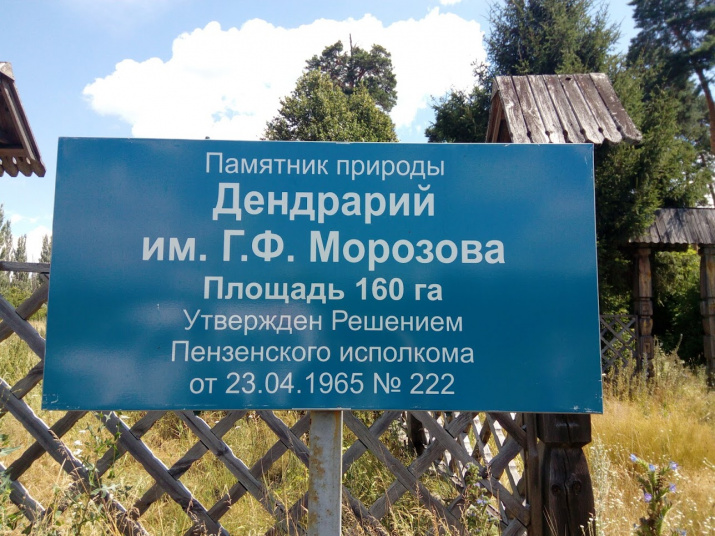 Памятник природы
Дендрарий
им. Г.Ф. Морозова
Площадь 160 га
Утвержден Решением
Пензенского исполкома
от 23.04.1965 № 222